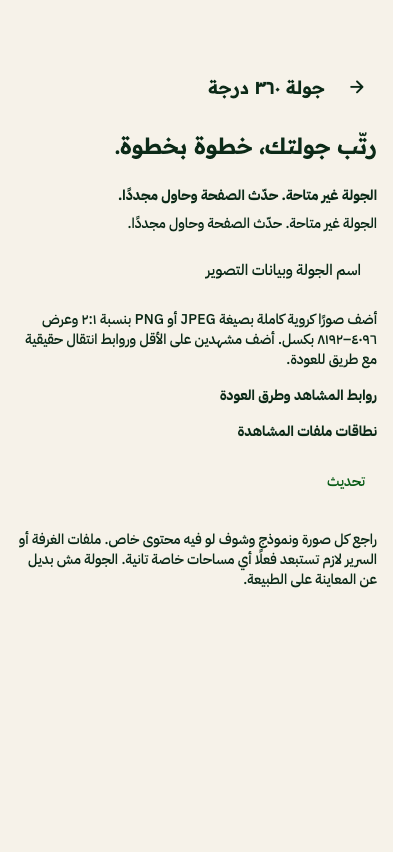 جولة ٣٦٠ درجة
رتّب جولتك، خطوة بخطوة.
الجولة غير متاحة. حدّث الصفحة وحاول مجددًا.
الجولة غير متاحة. حدّث الصفحة وحاول مجددًا.
اسم الجولة وبيانات التصوير
أضف صورًا كروية كاملة بصيغة JPEG أو PNG بنسبة ٢:١ وعرض
٤٠٩٦–٨١٩٢ بكسل. أضف مشهدين على الأقل وروابط انتقال حقيقية
مع طريق للعودة.
روابط المشاهد وطرق العودة
نطاقات ملفات المشاهدة
تحديث
راجع كل صورة ونموذج وشوف لو فيه محتوى خاص. ملفات الغرفة أو
السرير لازم تستبعد فعلًا أي مساحات خاصة تانية. الجولة مش بديل
عن المعاينة على الطبيعة.